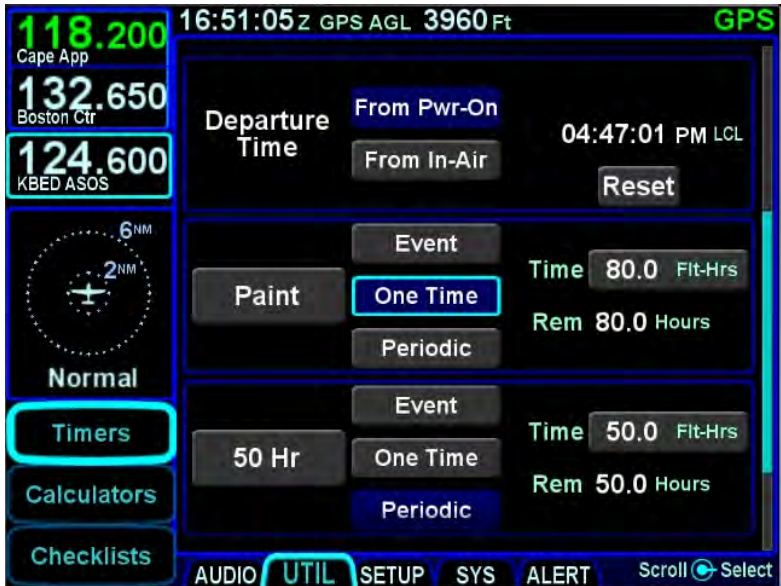 118.200
Cape App
132.650
Boston Ctr
124.600
KBED ASOS
6NM
2NM
Normal
Timers
Calculators
Checklists
16:51:05 Z GPS AGL 3960 Ft GPS
Departure Time
From Pwr-On
From In-Air
04:47:01 PM LCL
Reset
Paint
Event
One Time
Periodic
Time 80.0 Flt-Hrs
Rem 80.0 Hours
50 Hr
Event
One Time
Periodic
Time 50.0 Flt-Hrs
Rem 50.0 Hours
AUDIO UTIL SETUP SYS ALERT Scroll Select